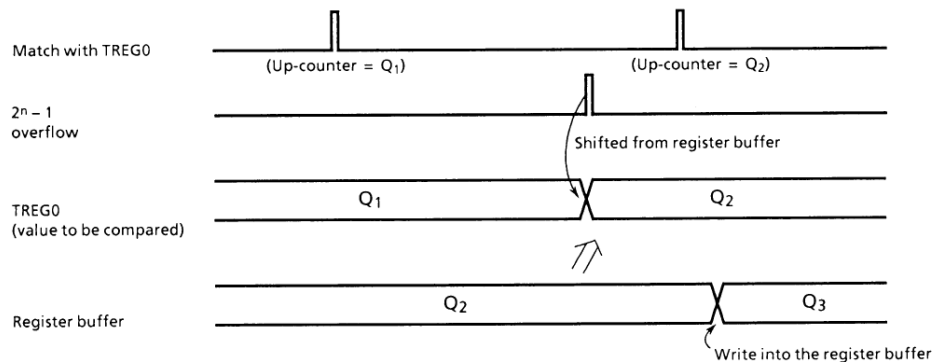 Match with TREG0
(Up-counter = Q₁)
(Up-counter = Q₂)
2ⁿ – 1
overflow
Shifted from register buffer
TREG0
(value to be compared)
Q₁
Q₂
Register buffer
Q₂
Q₃
Write into the register buffer